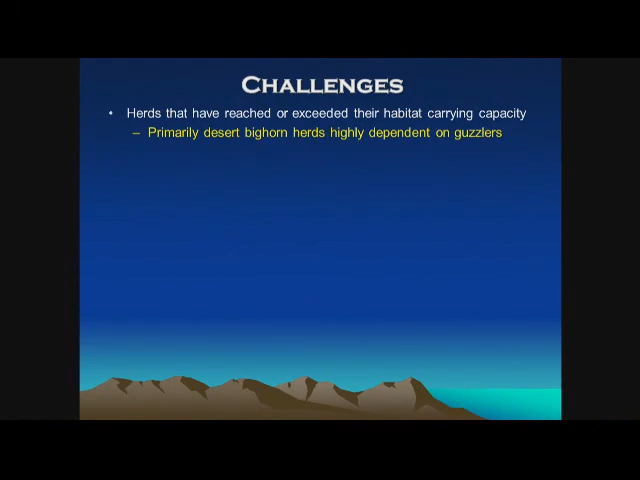 CHALLENGES
• Herds that have reached or exceeded their habitat carrying capacity
– Primarily desert bighorn herds highly dependent on guzzlers